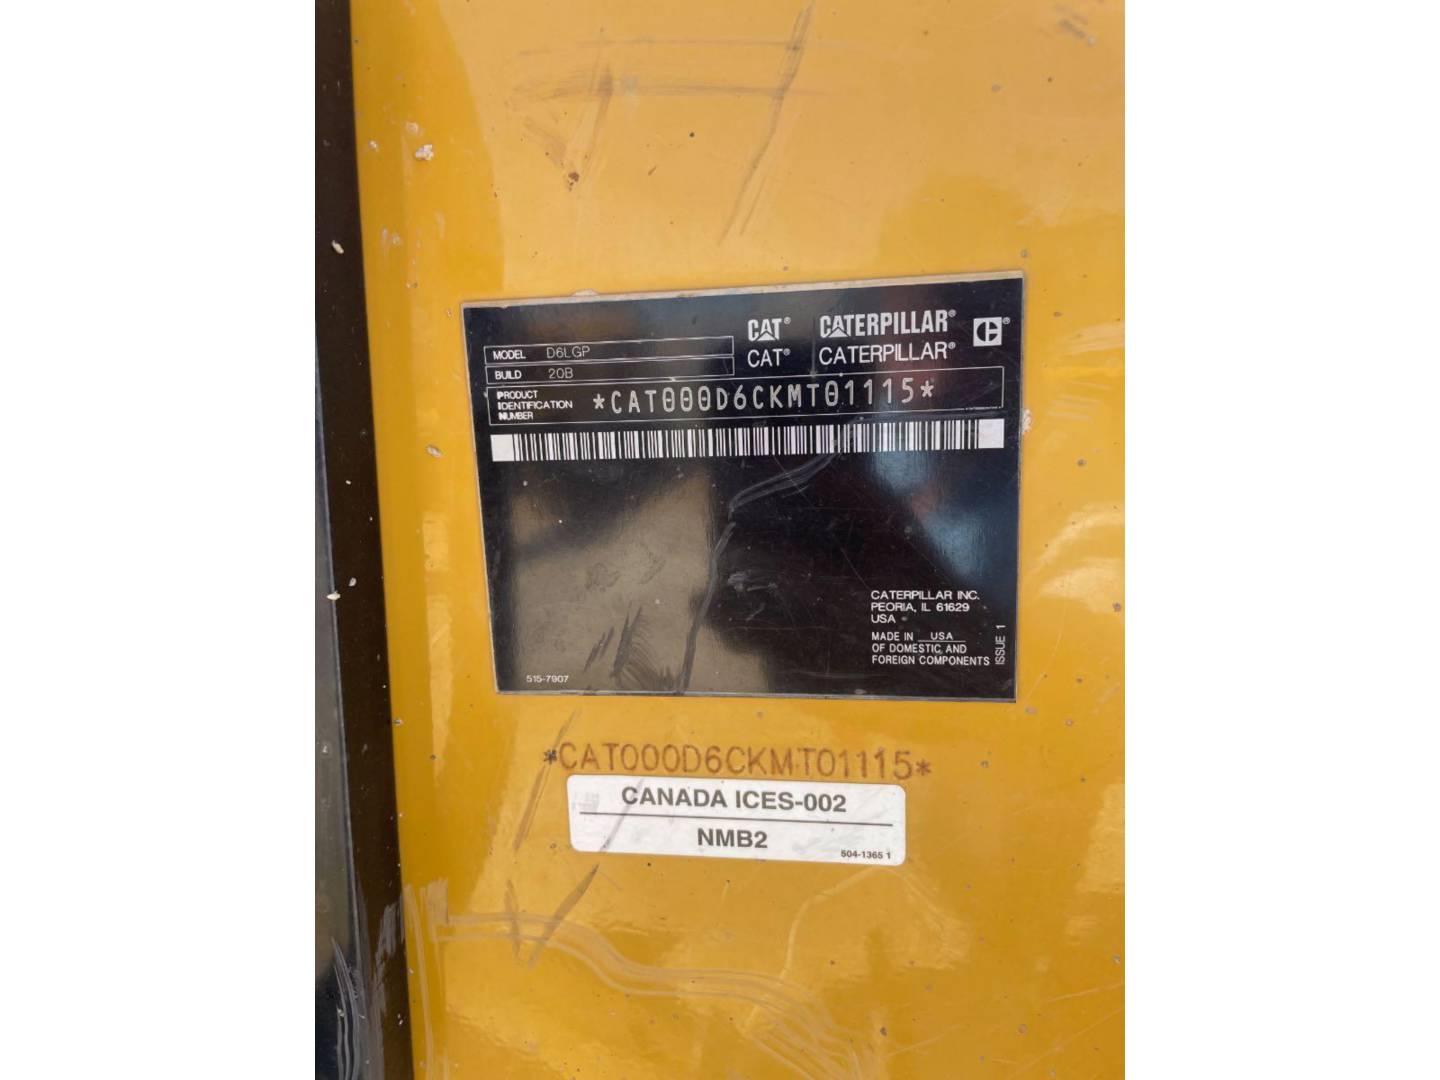 CAT® CATERPILLAR® C®
CAT® CATERPILLAR®
MODEL D6LGP
BUILD 20B
PRODUCT
IDENTIFICATION
NUMBER
*CAT000D6CKMT01115*
CATERPILLAR INC.
PEORIA, IL 61629
USA
MADE IN USA
OF DOMESTIC AND
FOREIGN COMPONENTS
ISSUE 1
515-7907
*CAT000D6CKMT01115*
CANADA ICES-002
NMB2
504-1365 1